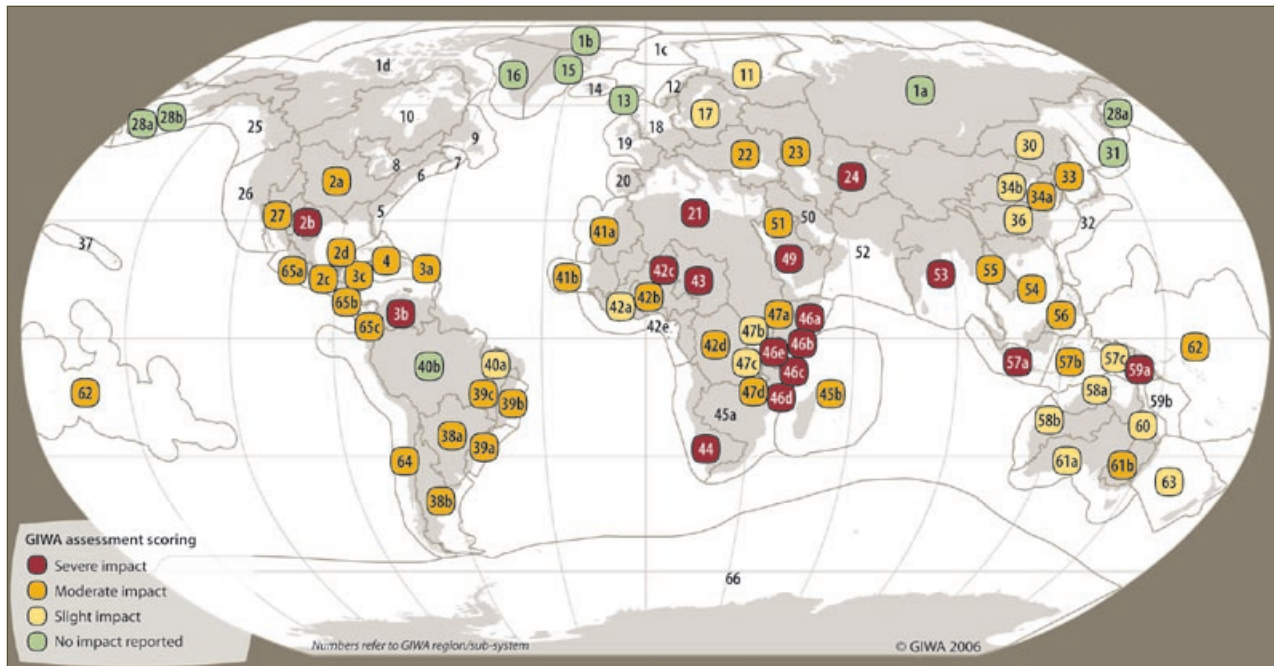 1b
1c
1d
16
15
14
13
12
11
1a
28a
28b
28a
25
10
9
18
17
19
8
7
6
22
23
30
31
20
26
2a
5
24
34b
33
34a
27
2b
21
51
50
36
32
41a
37
52
49
2d
4
3a
65a
2c
3c
41b
42c
43
53
55
54
65b
3b
65c
42a
42b
42e
47a
46a
56
47b
46b
42d
46e
62
40b
40a
47c
46c
57a
57b
57c
59a
62
39c
39b
47d
46d
45b
58a
59b
45a
58b
60
38a
39a
64
44
61a
61b
63
38b
66
GIWA assessment scoring
Severe impact
Moderate impact
Slight impact
No impact reported
Numbers refer to GIWA region/sub-system
© GIWA 2006